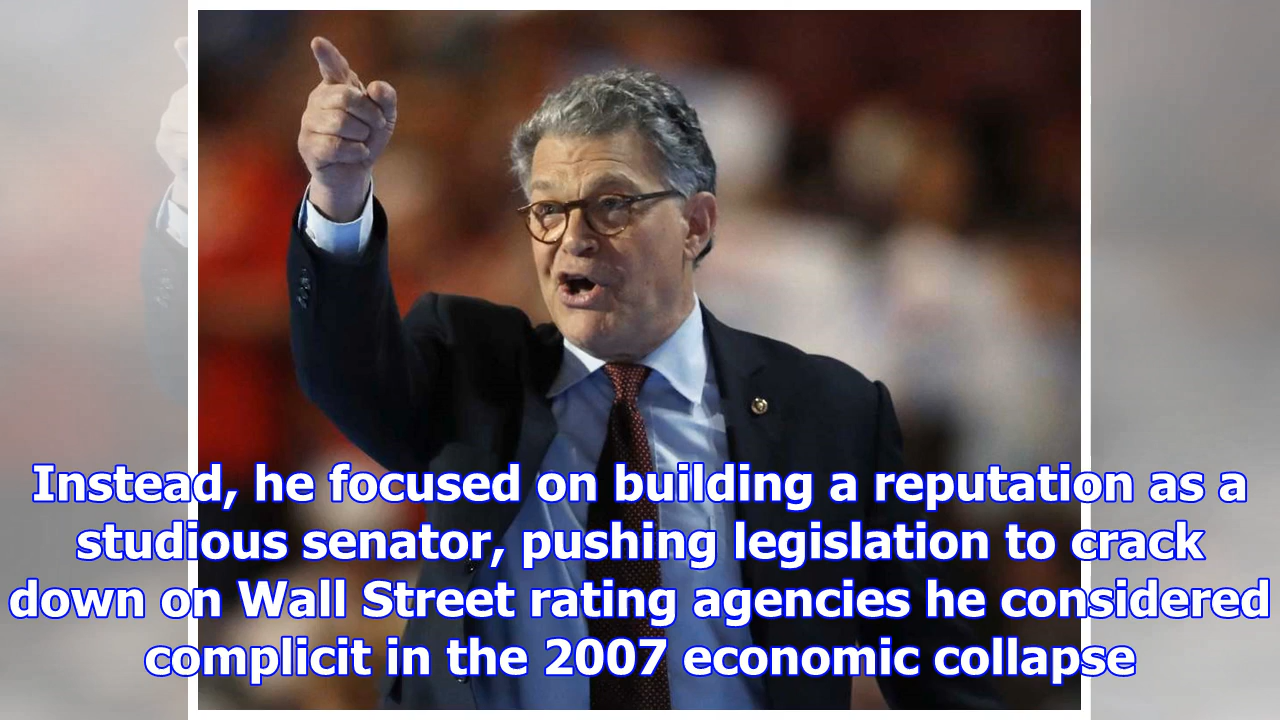 Instead, he focused on building a reputation as a
studious senator, pushing legislation to crack
down on Wall Street rating agencies he considered
complicit in the 2007 economic collapse